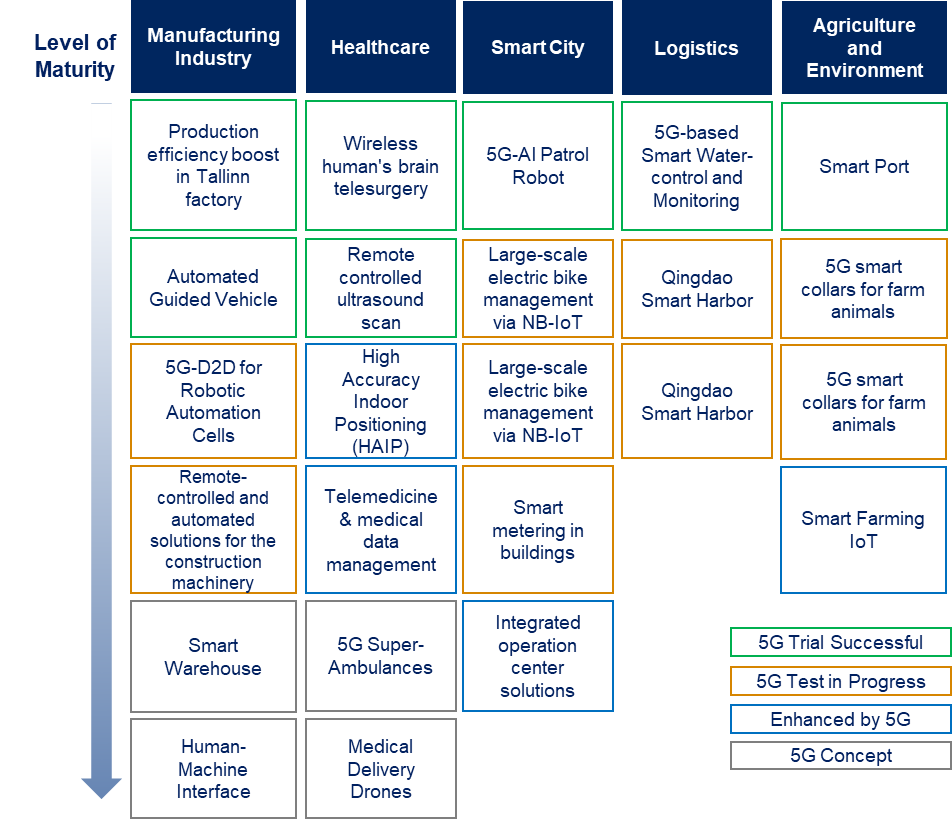 Level of
Maturity
Manufacturing
Industry
Healthcare
Smart City
Logistics
Agriculture
and
Environment
Production
efficiency boost
in Tallinn
factory
Wireless
human's brain
telesurgery
5G-AI Patrol
Robot
5G-based
Smart Water-
control and
Monitoring
Smart Port
Automated
Guided Vehicle
Remote
controlled
ultrasound
scan
Large-scale
electric bike
management
via NB-IoT
Qingdao
Smart Harbor
5G smart
collars for farm
animals
5G-D2D for
Robotic
Automation
Cells
High
Accuracy
Indoor
Positioning
(HAIP)
Large-scale
electric bike
management
via NB-IoT
Qingdao
Smart Harbor
5G smart
collars for farm
animals
Remote-
controlled and
automated
solutions for the
construction
machinery
Telemedicine
& medical
data
management
Smart
metering in
buildings
Smart Farming
IoT
Smart
Warehouse
5G Super-
Ambulances
Integrated
operation
center
solutions
Human-
Machine
Interface
Medical
Delivery
Drones
5G Trial Successful
5G Test in Progress
Enhanced by 5G
5G Concept